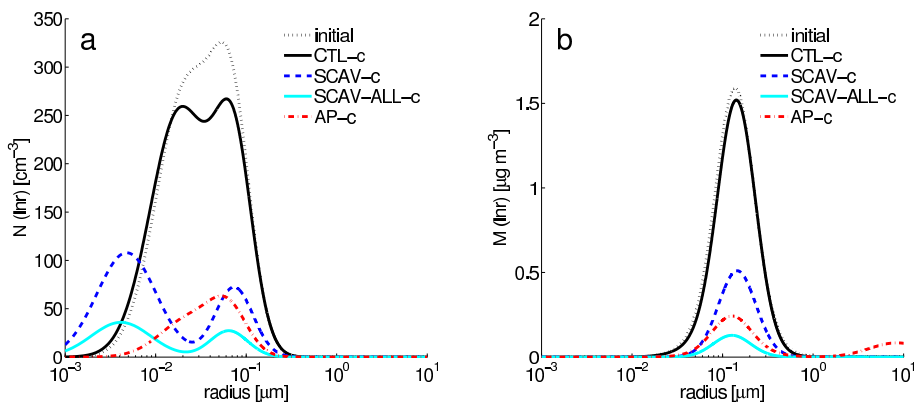 a
N (lnr) [cm⁻³]
350
300
250
200
150
100
50
0
10⁻³ 10⁻² 10⁻¹ 10⁰ 10¹
radius [μm]
initial
CTL−c
SCAV−c
SCAV−ALL−c
AP−c
b
M (lnr) [μg m⁻³]
2
1.5
1
0.5
0
10⁻³ 10⁻² 10⁻¹ 10⁰ 10¹
radius [μm]
initial
CTL−c
SCAV−c
SCAV−ALL−c
AP−c